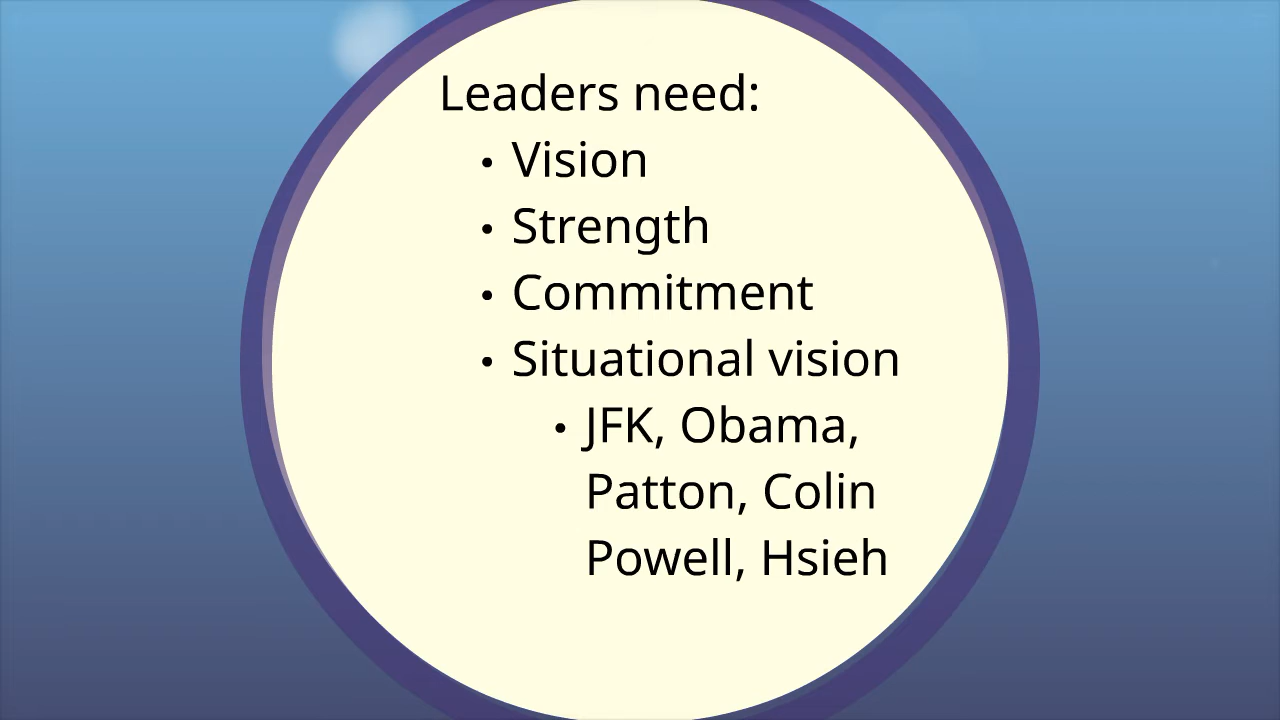 Leaders need:
• Vision
• Strength
• Commitment
• Situational vision
• JFK, Obama,
Patton, Colin
Powell, Hsieh